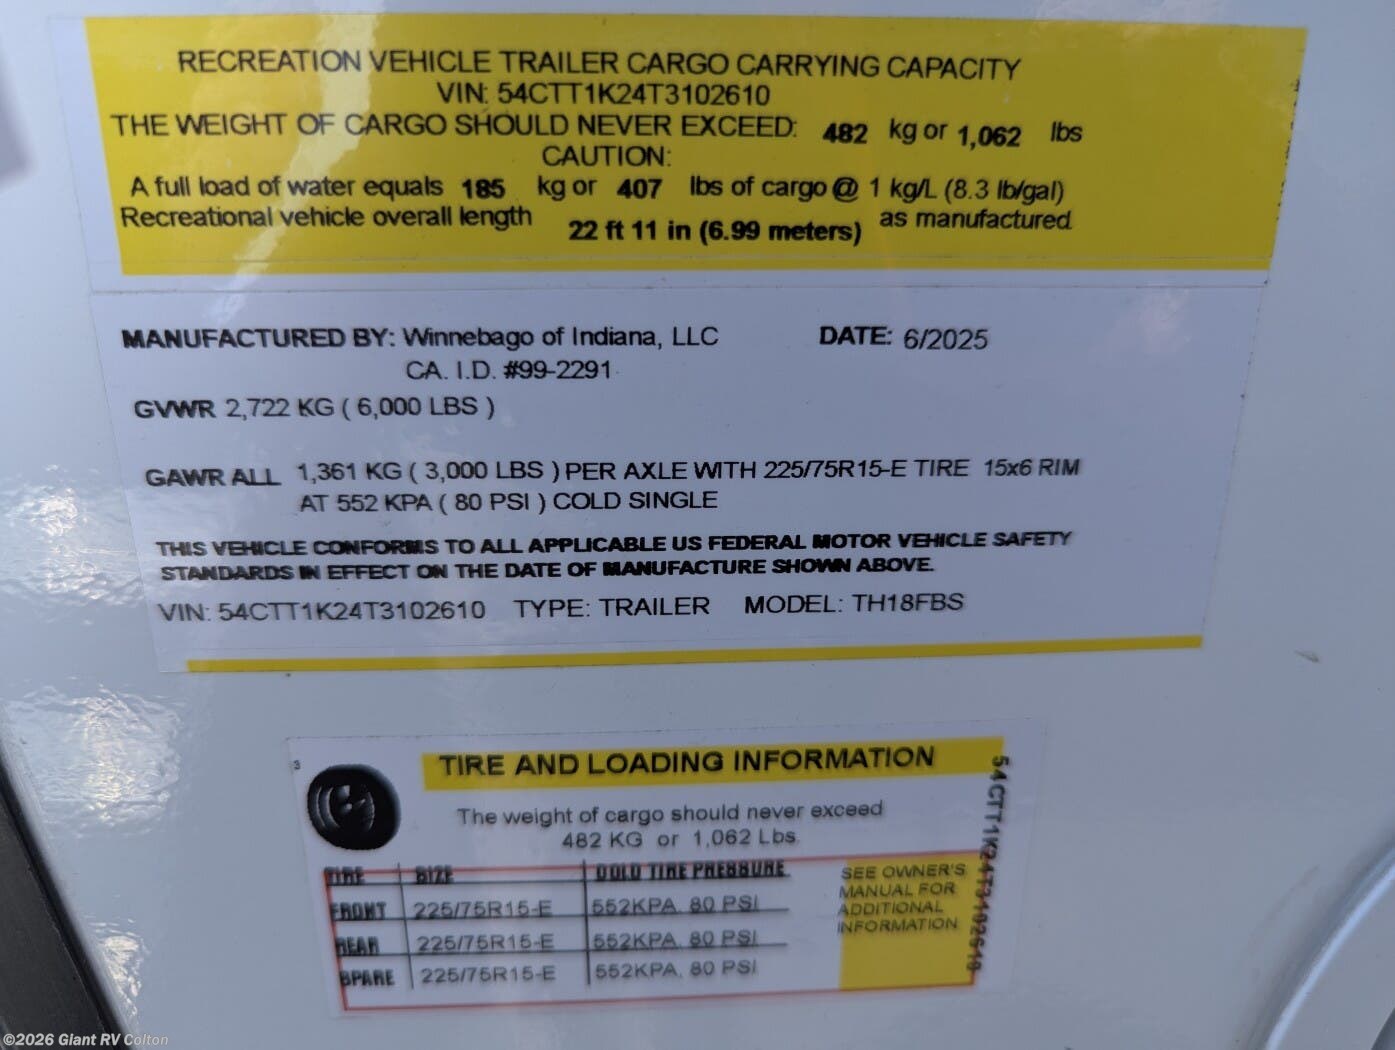 RECREATION VEHICLE TRAILER CARGO CARRYING CAPACITY
VIN: 54CTT1K24T3102610
THE WEIGHT OF CARGO SHOULD NEVER EXCEED: 482 kg or 1,062 lbs
CAUTION:
A full load of water equals 185 kg or 407 lbs of cargo @ 1 kg/L (8.3 lb/gal)
Recreational vehicle overall length 22 ft 11 in (6.99 meters) as manufactured
MANUFACTURED BY: Winnebago of Indiana, LLC DATE: 6/2025
CA. I.D. #99-2291
GVWR 2,722 KG ( 6,000 LBS )
GAWR ALL 1,361 KG ( 3,000 LBS ) PER AXLE WITH 225/75R15-E TIRE 15x6 RIM
AT 552 KPA ( 80 PSI ) COLD SINGLE
THIS VEHICLE CONFORMS TO ALL APPLICABLE US FEDERAL MOTOR VEHICLE SAFETY
STANDARDS IN EFFECT ON THE DATE OF MANUFACTURE SHOWN ABOVE.
VIN: 54CTT1K24T3102610 TYPE: TRAILER MODEL: TH18FBS
3
TIRE AND LOADING INFORMATION
The weight of cargo should never exceed
482 KG or 1,062 Lbs.
TIRE SIZE COLD TIRE PRESSURE
FRONT 225/75R15-E 552KPA, 80 PSI
REAR 225/75R15-E 552KPA, 80 PSI
SPARE 225/75R15-E 552KPA, 80 PSI
SEE OWNER'S
MANUAL FOR
ADDITIONAL
INFORMATION
54CTT1K24T3102610
©2026 Giant RV Colton